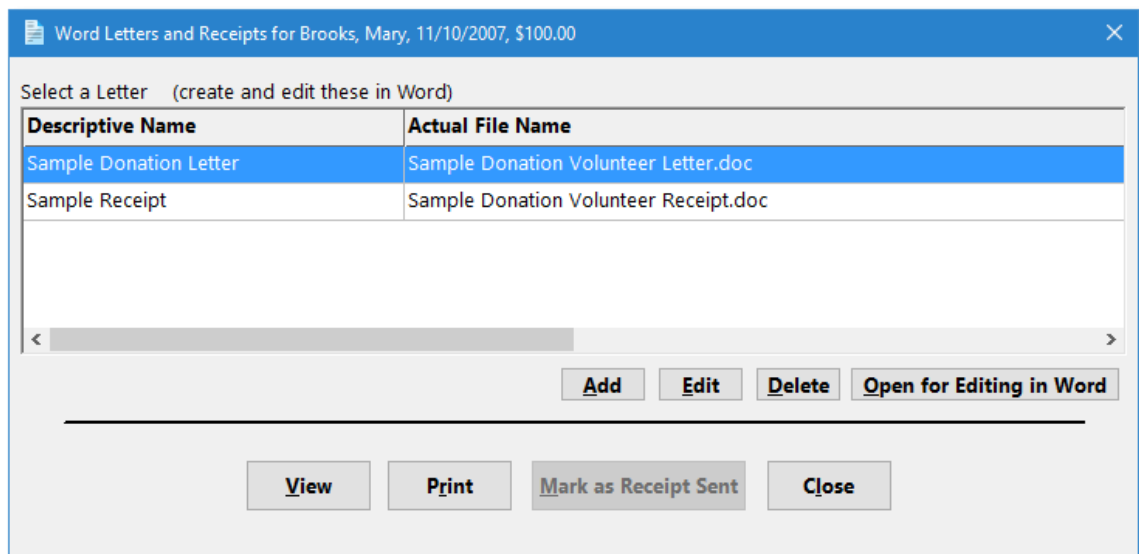 Word Letters and Receipts for Brooks, Mary, 11/10/2007, $100.00
Select a Letter (create and edit these in Word)
Descriptive Name Actual File Name
Sample Donation Letter Sample Donation Volunteer Letter.doc
Sample Receipt Sample Donation Volunteer Receipt.doc
Add Edit Delete Open for Editing in Word
View Print Mark as Receipt Sent Close